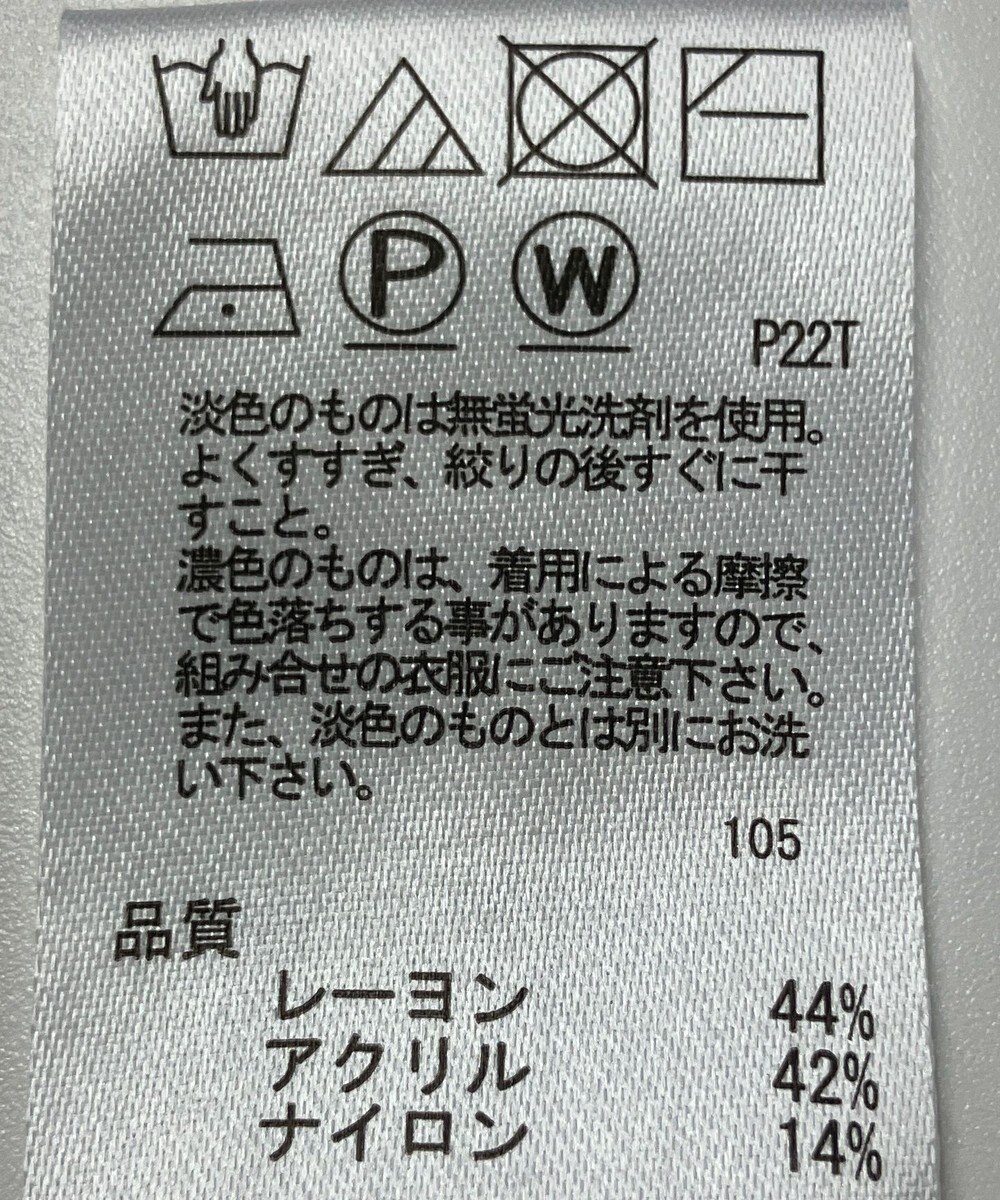 P
W
P22T
淡色のものは無蛍光洗剤を使用。
よくすすぎ、絞りの後すぐに干
すこと。
濃色のものは、着用による摩擦
で色落ちする事がありますので、
組み合せの衣服にご注意下さい。
また、淡色のものとは別にお洗
い下さい。
105
品質
レーヨン 44%
アクリル 42%
ナイロン 14%